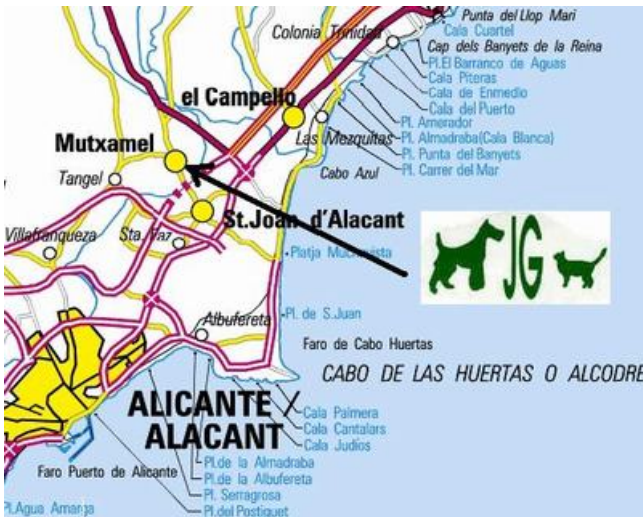 Punta del Llop Mari
Cala Cuartel
Colonia Trinidad
Cap dels Banyets de la Reina
Pl.El Barranco de Aguas
Cala Piteras
Cala de Enmedio
Cala del Puerto
el Campello
Pl. Amerador
Las Mezquitas
Pl. Almadraba(Cala Blanca)
Mutxamel
Pl. Punta del Banyets
Cabo Azul
Pl. Carrer del Mar
Tangel
St.Joan d'Alacant
Villafranqueza
Sta. Faz
Platja Muchavista
JG
Albufereta
Pl. de S.Juan
Faro de Cabo Huertas
CABO DE LAS HUERTAS O ALCODRE
ALICANTE /
ALACANT
Cala Palmera
Cala Cantalars
Cala Judíos
Pl.de la Almadraba
Faro Puerto de Alicante
Pl.de la Albufereta
Pl. Serragrosa
Pl.Agua Amarga
Pl.del Postiguet